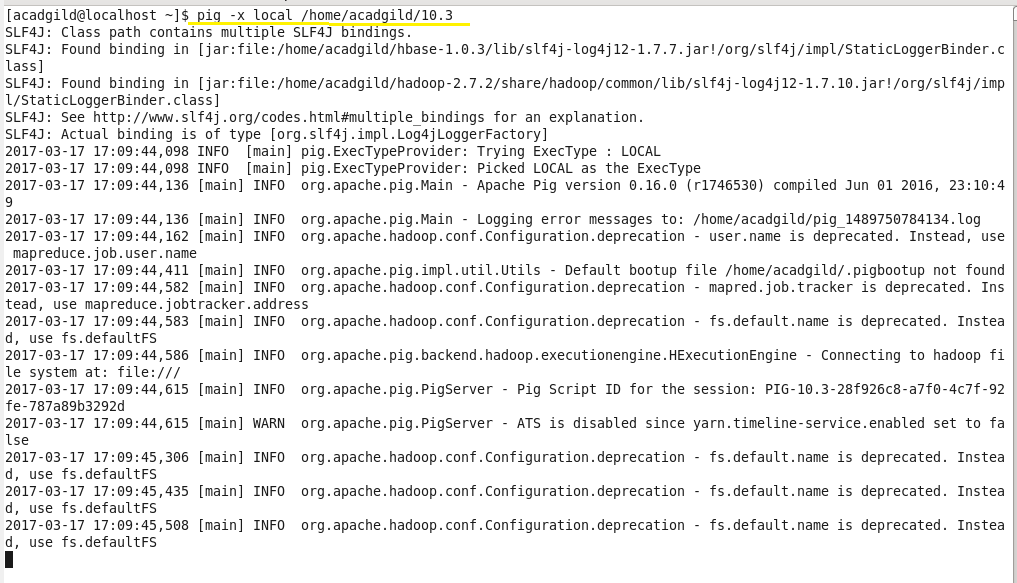 [acadgild@localhost ~]$ pig -x local /home/acadgild/10.3
SLF4J: Class path contains multiple SLF4J bindings.
SLF4J: Found binding in [jar:file:/home/acadgild/hbase-1.0.3/lib/slf4j-log4j12-1.7.7.jar!/org/slf4j/impl/StaticLoggerBinder.c
lass]
SLF4J: Found binding in [jar:file:/home/acadgild/hadoop-2.7.2/share/hadoop/common/lib/slf4j-log4j12-1.7.10.jar!/org/slf4j/imp
l/StaticLoggerBinder.class]
SLF4J: See http://www.slf4j.org/codes.html#multiple_bindings for an explanation.
SLF4J: Actual binding is of type [org.slf4j.impl.Log4jLoggerFactory]
2017-03-17 17:09:44,098 INFO  [main] pig.ExecTypeProvider: Trying ExecType : LOCAL
2017-03-17 17:09:44,098 INFO  [main] pig.ExecTypeProvider: Picked LOCAL as the ExecType
2017-03-17 17:09:44,136 [main] INFO  org.apache.pig.Main - Apache Pig version 0.16.0 (r1746530) compiled Jun 01 2016, 23:10:4
9
2017-03-17 17:09:44,136 [main] INFO  org.apache.pig.Main - Logging error messages to: /home/acadgild/pig_1489750784134.log
2017-03-17 17:09:44,162 [main] INFO  org.apache.hadoop.conf.Configuration.deprecation - user.name is deprecated. Instead, use
 mapreduce.job.user.name
2017-03-17 17:09:44,411 [main] INFO  org.apache.pig.impl.util.Utils - Default bootup file /home/acadgild/.pigbootup not found
2017-03-17 17:09:44,582 [main] INFO  org.apache.hadoop.conf.Configuration.deprecation - mapred.job.tracker is deprecated. Ins
tead, use mapreduce.jobtracker.address
2017-03-17 17:09:44,583 [main] INFO  org.apache.hadoop.conf.Configuration.deprecation - fs.default.name is deprecated. Instea
d, use fs.defaultFS
2017-03-17 17:09:44,586 [main] INFO  org.apache.pig.backend.hadoop.executionengine.HExecutionEngine - Connecting to hadoop fi
le system at: file:///
2017-03-17 17:09:44,615 [main] INFO  org.apache.pig.PigServer - Pig Script ID for the session: PIG-10.3-28f926c8-a7f0-4c7f-92
fe-787a89b3292d
2017-03-17 17:09:44,615 [main] WARN  org.apache.pig.PigServer - ATS is disabled since yarn.timeline-service.enabled set to fa
lse
2017-03-17 17:09:45,306 [main] INFO  org.apache.hadoop.conf.Configuration.deprecation - fs.default.name is deprecated. Instea
d, use fs.defaultFS
2017-03-17 17:09:45,435 [main] INFO  org.apache.hadoop.conf.Configuration.deprecation - fs.default.name is deprecated. Instea
d, use fs.defaultFS
2017-03-17 17:09:45,508 [main] INFO  org.apache.hadoop.conf.Configuration.deprecation - fs.default.name is deprecated. Instea
d, use fs.defaultFS